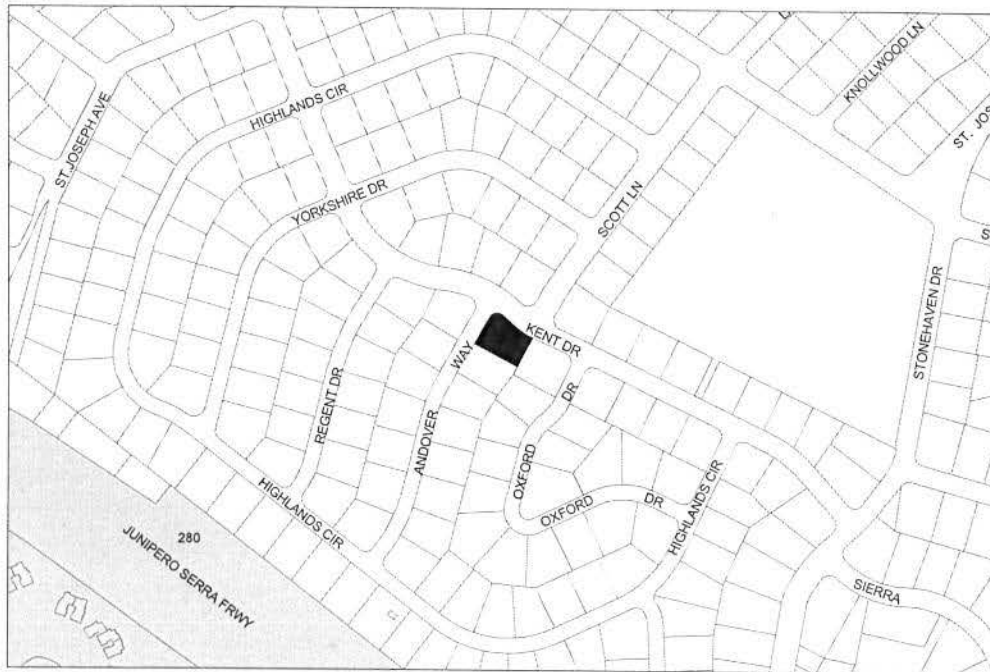 KNOLLWOOD LN
ST. JOS
HIGHLANDS CIR
ST.JOSEPH AVE
YORKSHIRE DR
SCOTT LN
S
STONEHAVEN DR
KENT DR
WAY
ANDOVER
DR
REGENT DR
OXFORD
OXFORD
DR
HIGHLANDS CIR
HIGHLANDS CIR
280
JUNIPERO SERRA FRWY
SIERRA